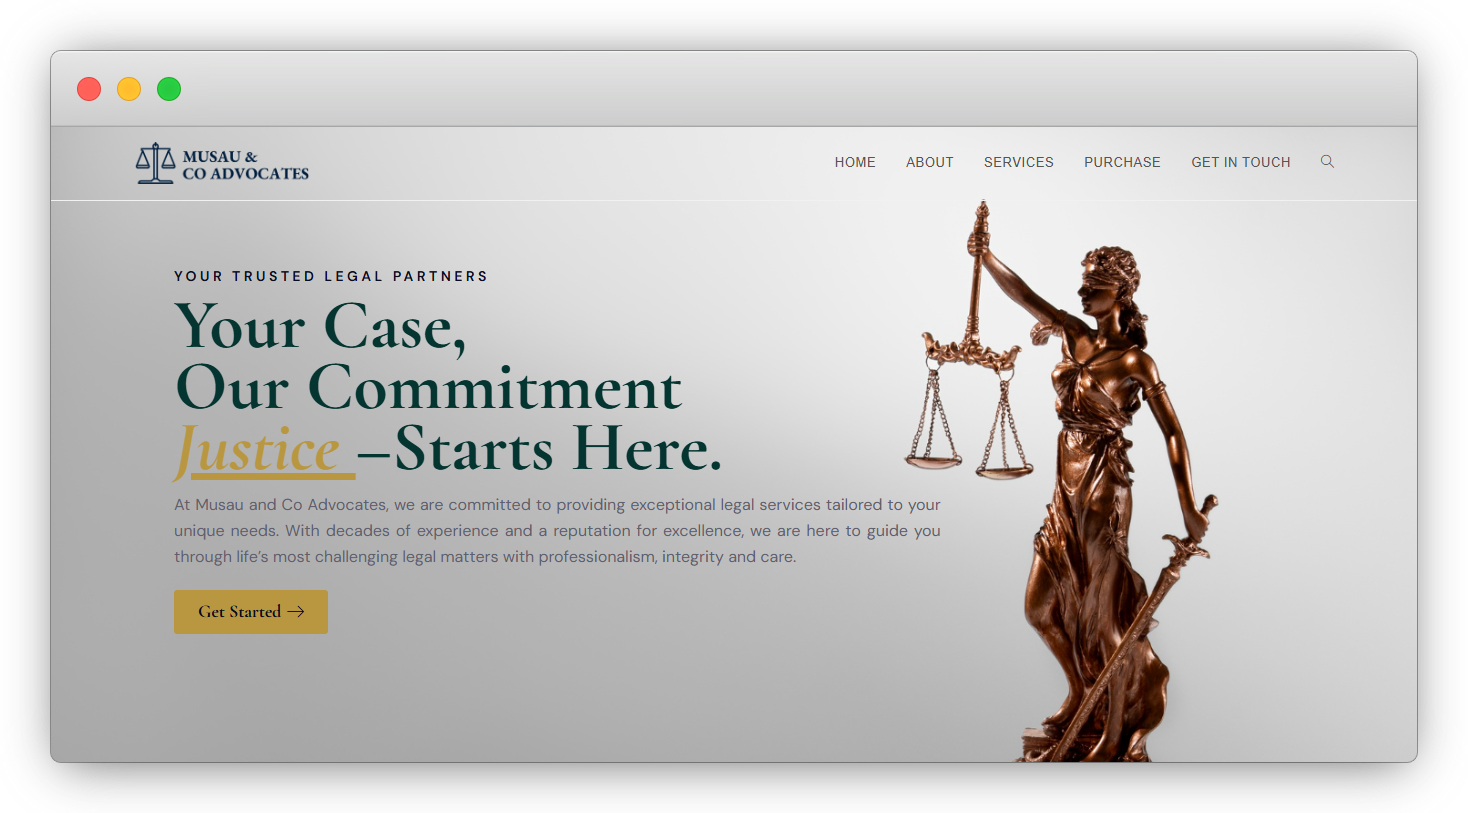 MUSAU &
CO ADVOCATES
HOME ABOUT SERVICES PURCHASE GET IN TOUCH
YOUR TRUSTED LEGAL PARTNERS
Your Case,
Our Commitment
Justice –Starts Here.
At Musau and Co Advocates, we are committed to providing exceptional legal services tailored to your
unique needs. With decades of experience and a reputation for excellence, we are here to guide you
through life’s most challenging legal matters with professionalism, integrity and care.
Get Started →